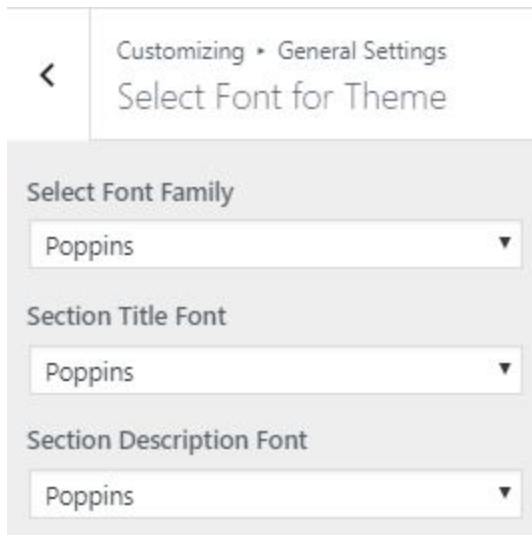 Customizing ▸ General Settings
Select Font for Theme
Select Font Family
Poppins
Section Title Font
Poppins
Section Description Font
Poppins